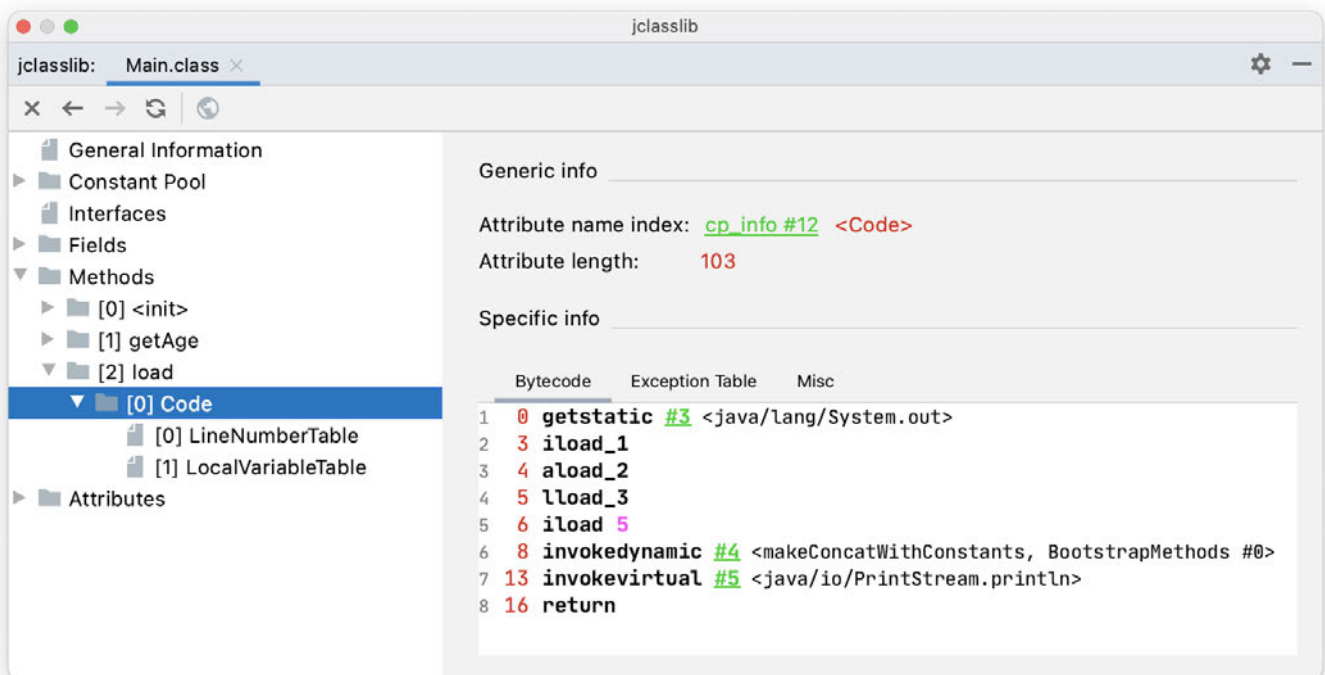 jclasslib
jclasslib: Main.class
General Information
Constant Pool
Interfaces
Fields
Methods
[0] <init>
[1] getAge
[2] load
[0] Code
[0] LineNumberTable
[1] LocalVariableTable
Attributes
Generic info
Attribute name index: cp_info #12 <Code>
Attribute length: 103
Specific info
Bytecode Exception Table Misc
1 0 getstatic #3 <java/lang/System.out>
2 3 iload_1
3 4 aload_2
4 5 lload_3
5 6 iload 5
6 8 invokedynamic #4 <makeConcatWithConstants, BootstrapMethods #0>
7 13 invokevirtual #5 <java/io/PrintStream.println>
8 16 return